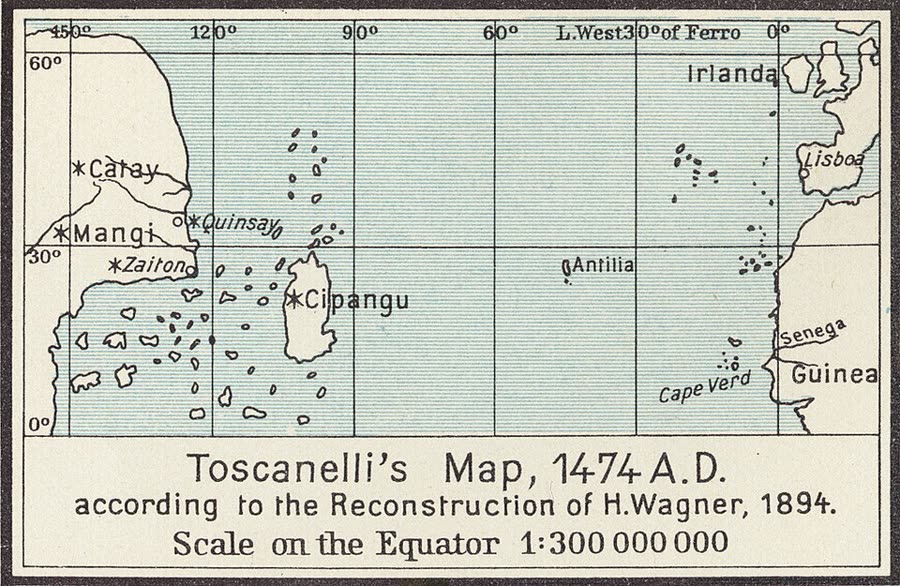 150° 120° 90° 60° L.West 30° of Ferro 0°
60°
Irlanda
Lisboa
*Catay
*Quinsay
*Mangi
30°
*Zaiton
Antilia
*Cipangu
Senega
Guinea
Cape Verd
0°
Toscanelli's Map, 1474 A.D.
according to the Reconstruction of H.Wagner, 1894.
Scale on the Equator 1:300 000 000